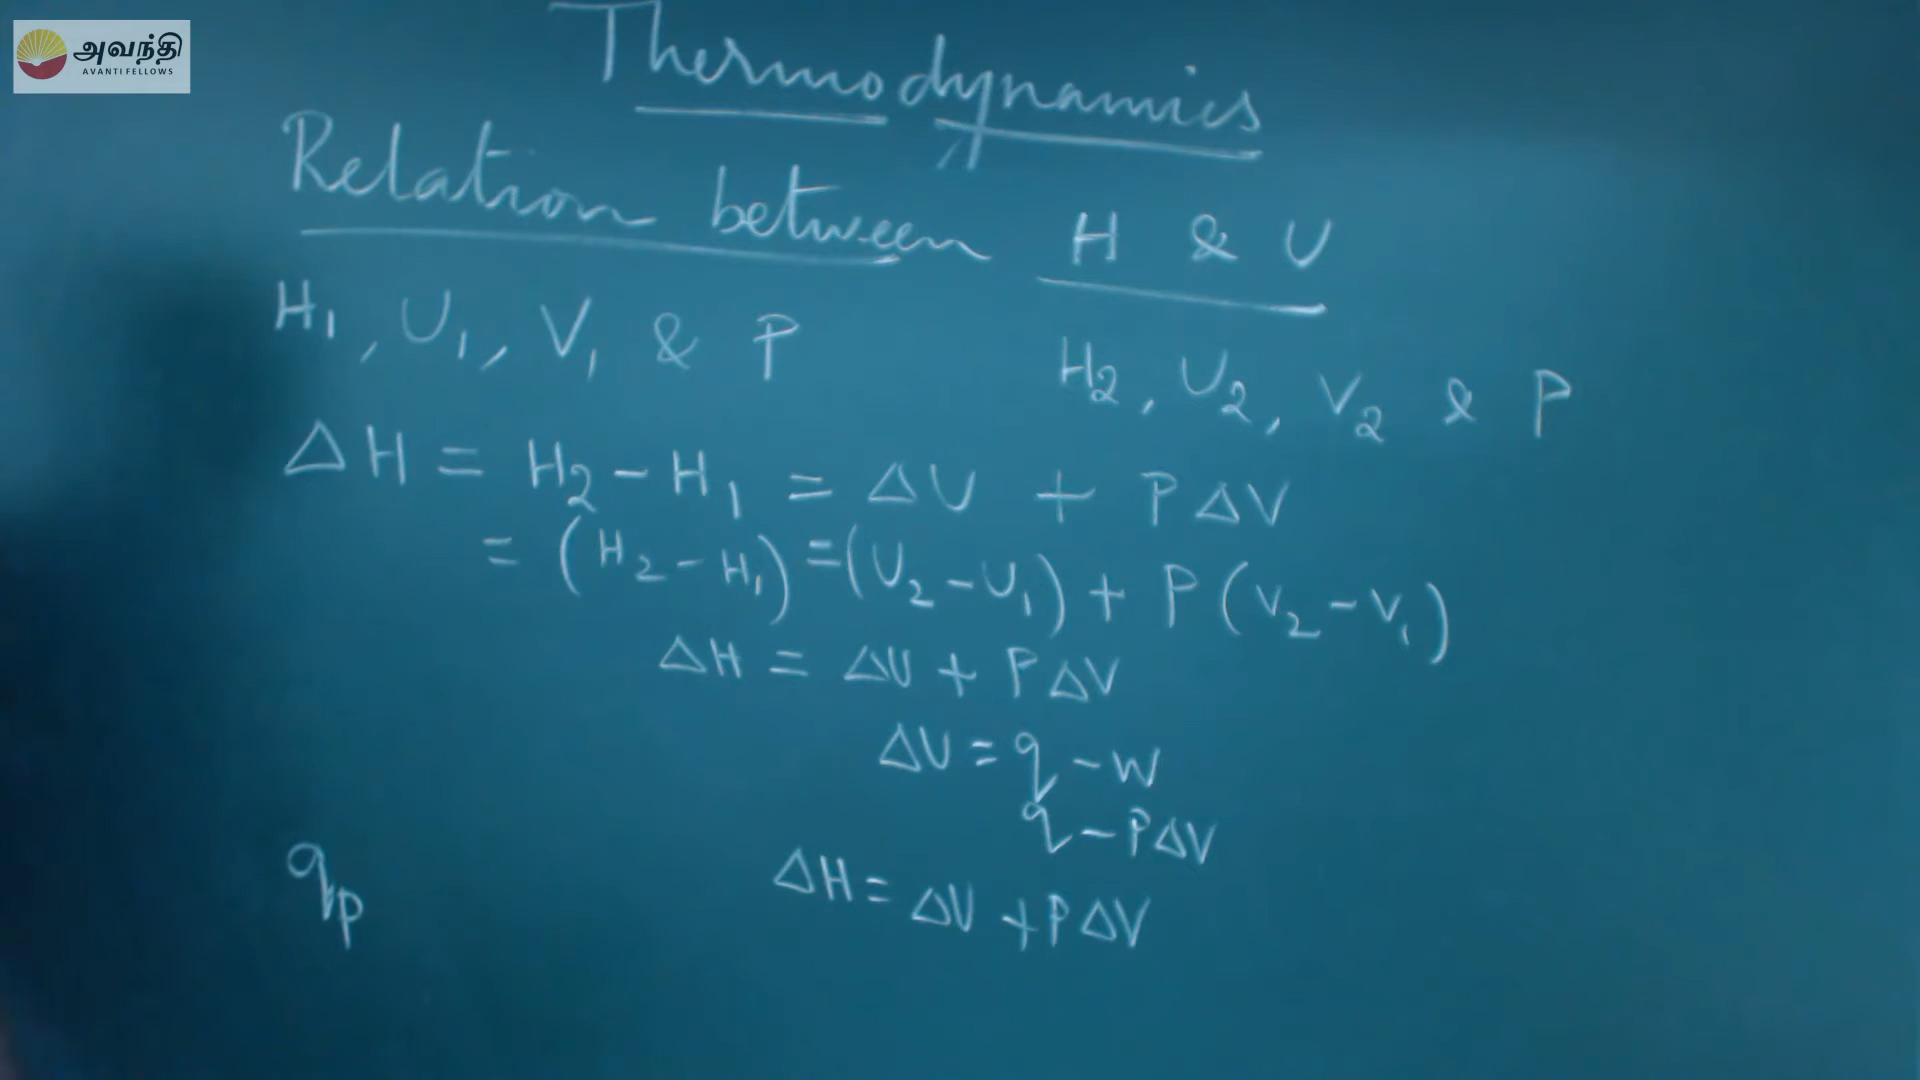 அவந்தி
AVANTI FELLOWS
Thermodynamics
Relation between H & U
H₁, U₁, V₁ & P
H₂, U₂, V₂ & P
ΔH = H₂ - H₁ = ΔU + PΔV
= (H₂ - H₁) = (U₂ - U₁) + P(V₂ - V₁)
ΔH = ΔU + PΔV
ΔU = q - W
q - PΔV
qₚ
ΔH = ΔU + PΔV